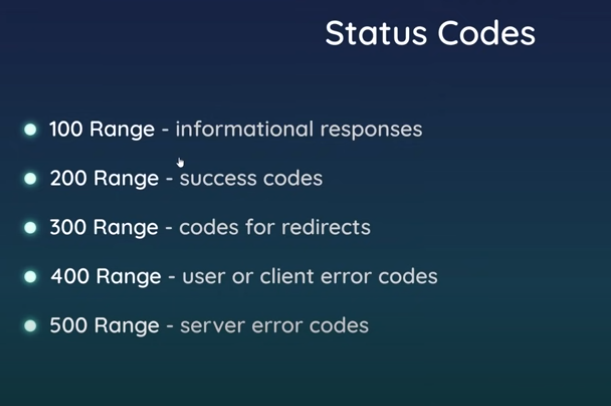 Status Codes
100 Range - informational responses
200 Range - success codes
300 Range - codes for redirects
400 Range - user or client error codes
500 Range - server error codes